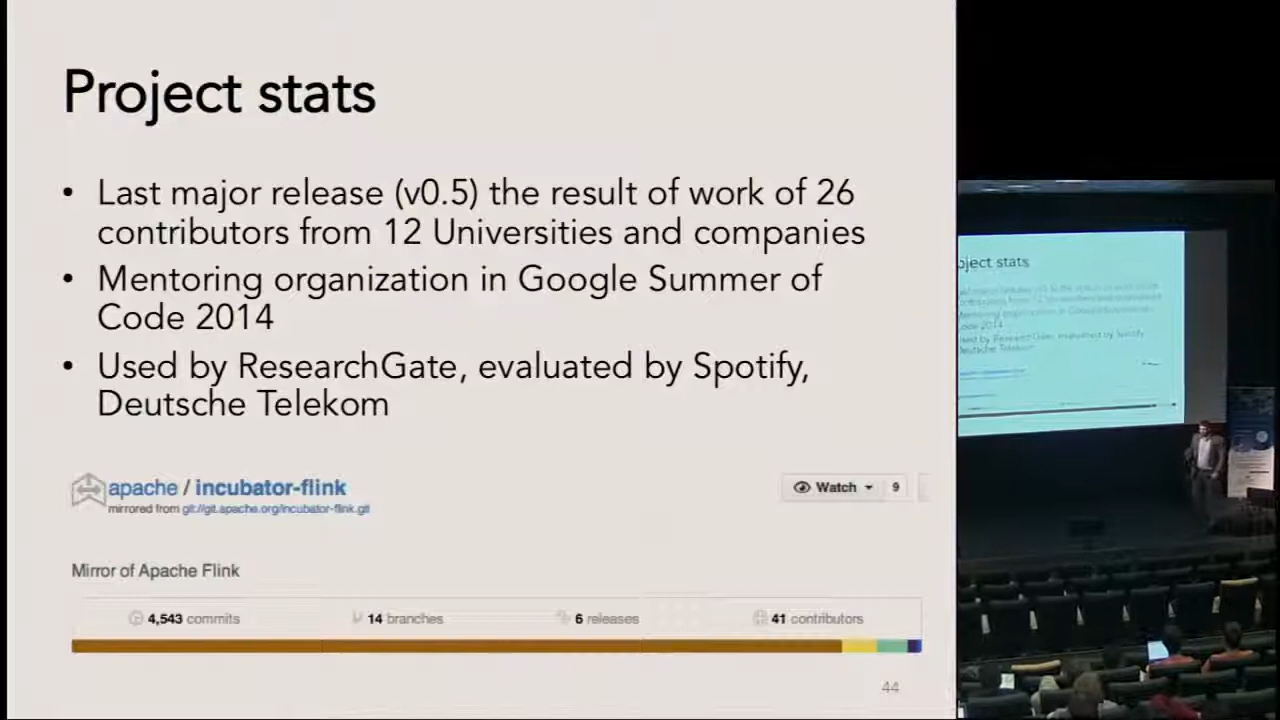 Project stats
• Last major release (v0.5) the result of work of 26
contributors from 12 Universities and companies
• Mentoring organization in Google Summer of
Code 2014
• Used by ResearchGate, evaluated by Spotify,
Deutsche Telekom
apache / incubator-flink
mirrored from git://git.apache.org/incubator-flink.git
Watch 9
Mirror of Apache Flink
4,543 commits 14 branches 6 releases 41 contributors
44
oject stats